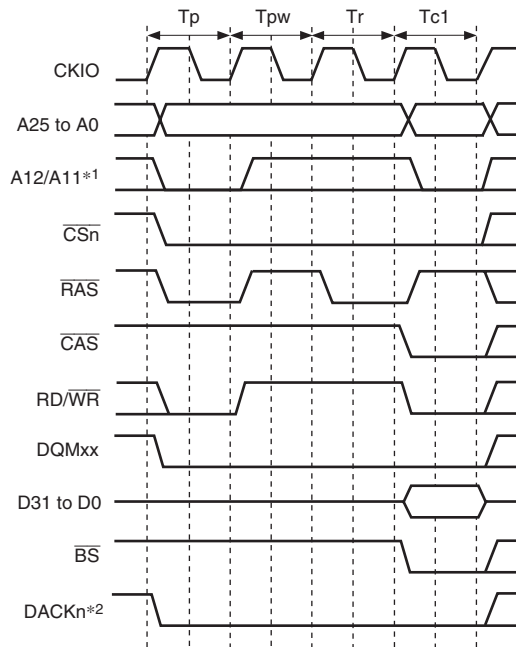 Tp Tpw Tr Tc1
CKIO
A25 to A0
A12/A11*1
CSn
RAS
CAS
RD/WR
DQMxx
D31 to D0
BS
DACKn*2